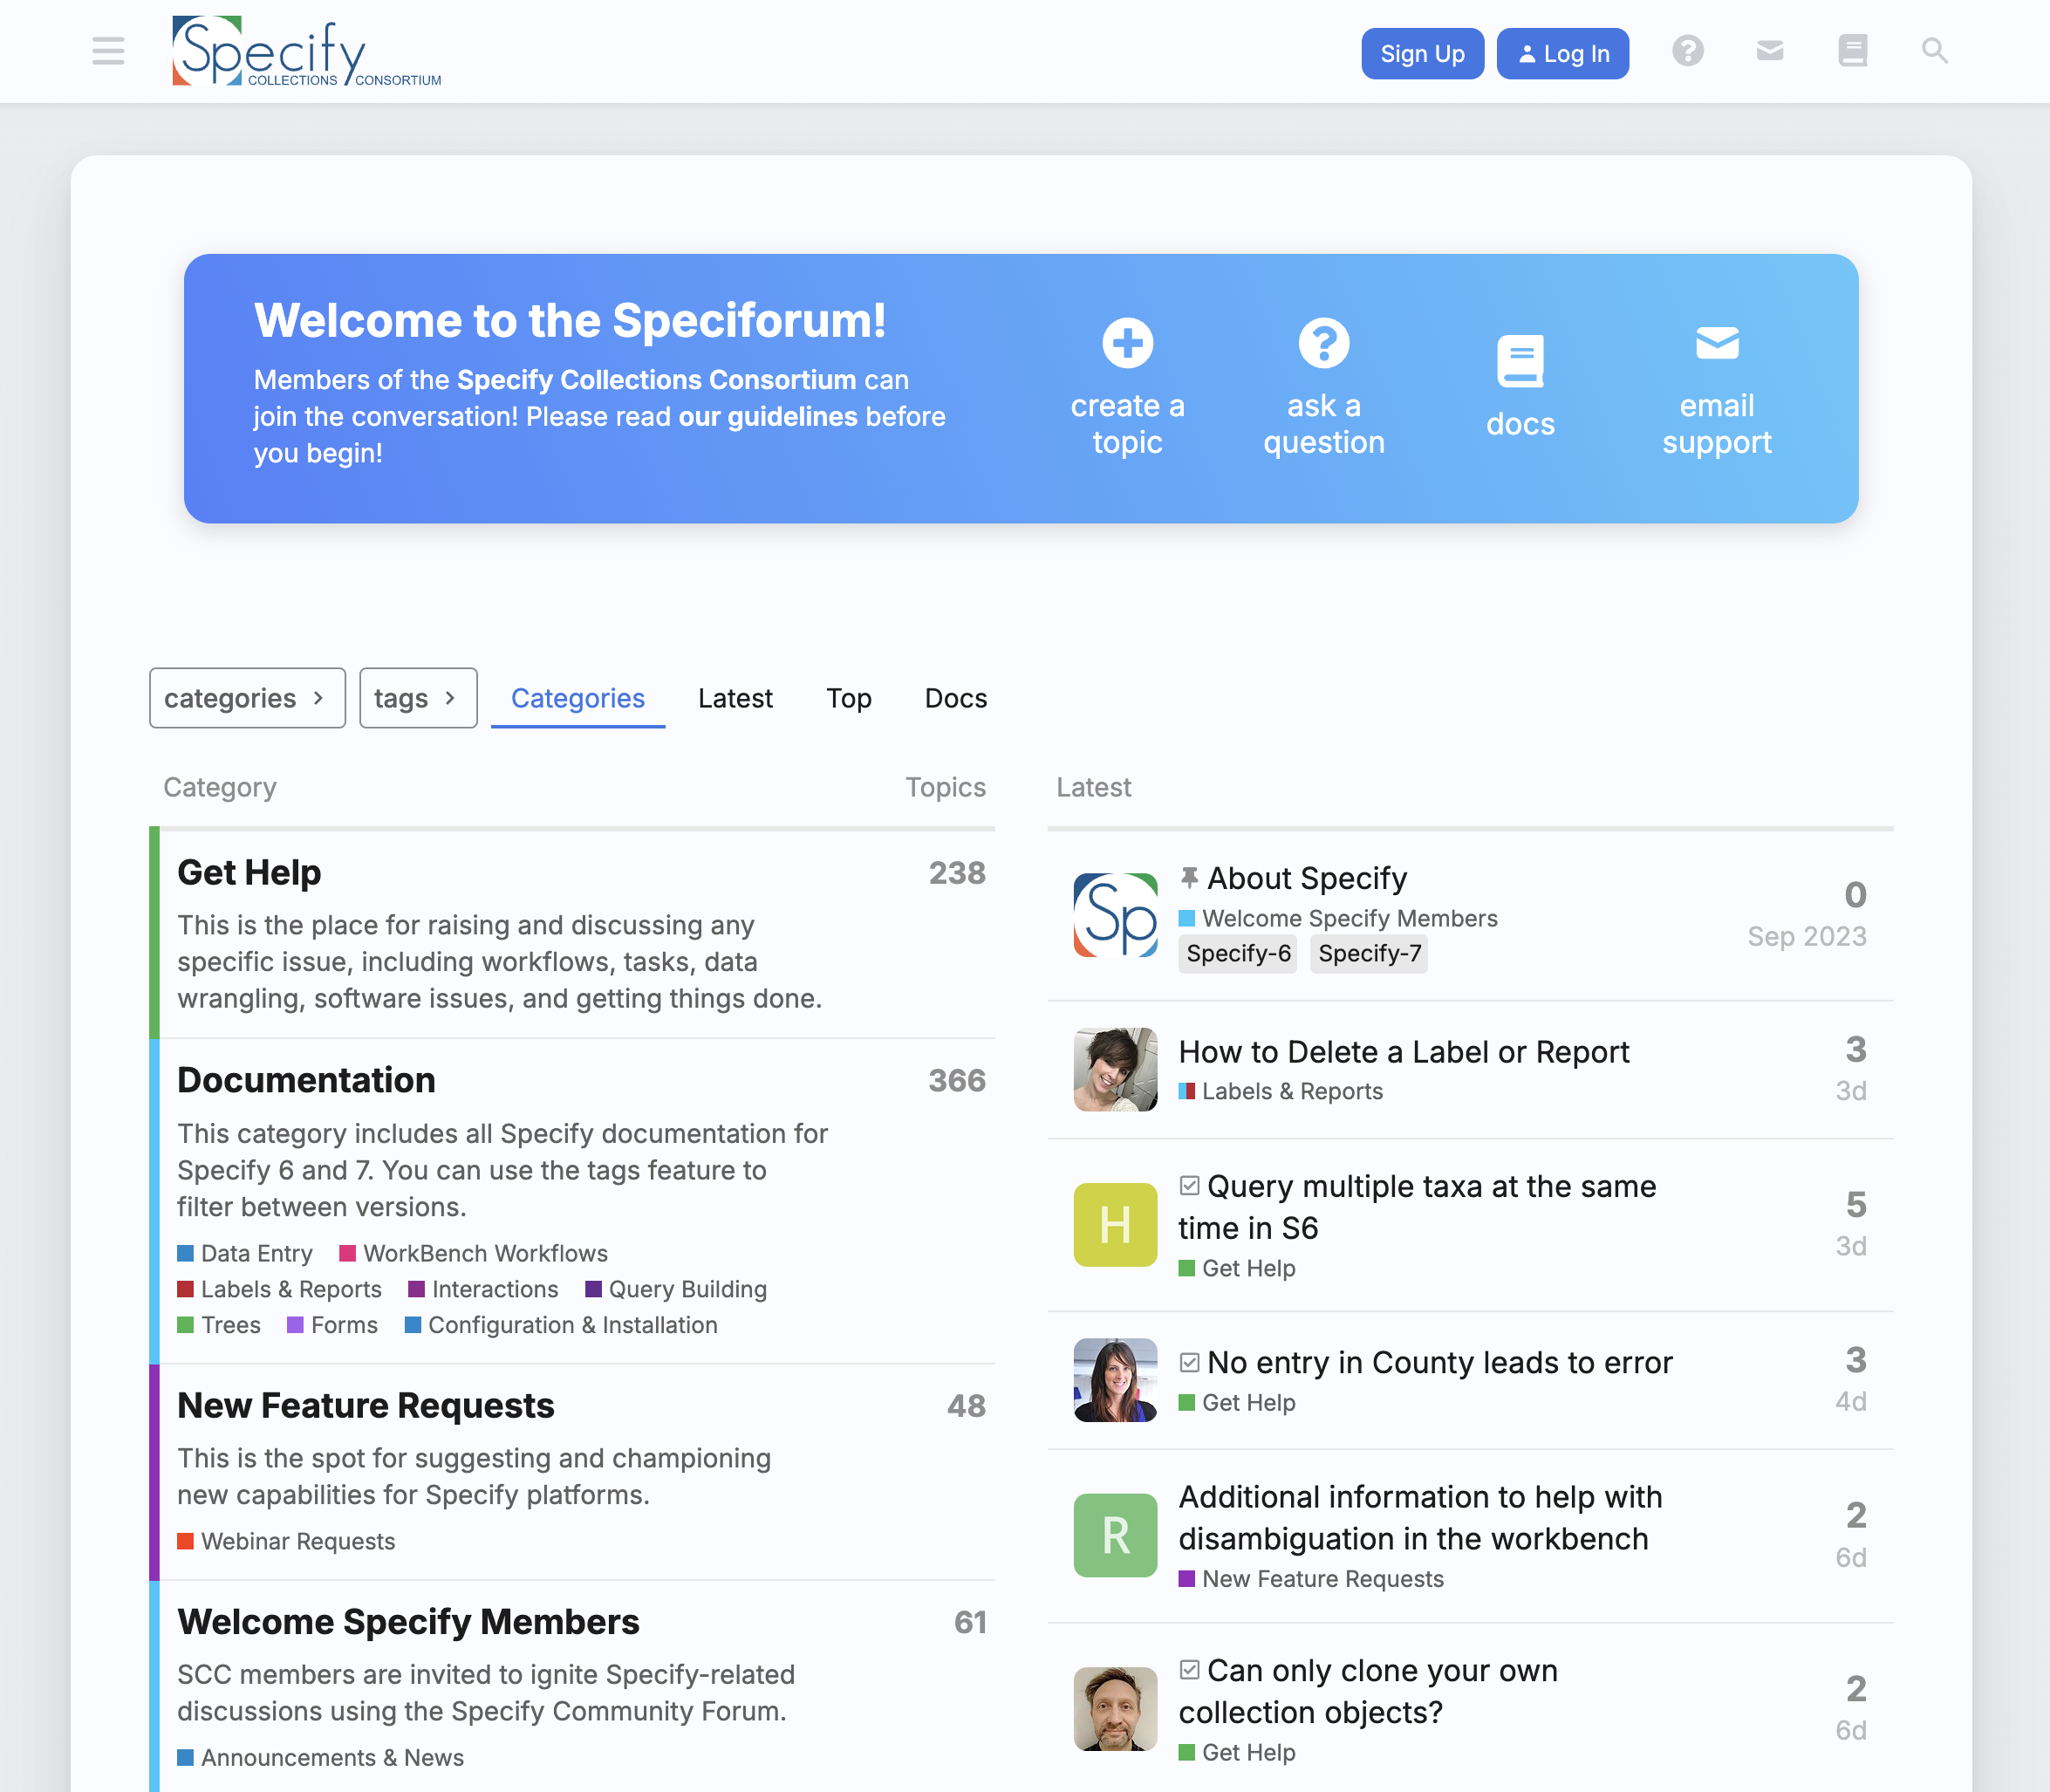 Specify
COLLECTIONS CONSORTIUM
Sign Up
Log In
Welcome to the Speciforum!
Members of the Specify Collections Consortium can
join the conversation! Please read our guidelines before
you begin!
create a
topic
ask a
question
docs
email
support
categories
tags
Categories
Latest
Top
Docs
Category
Topics
Get Help
238
This is the place for raising and discussing any
specific issue, including workflows, tasks, data
wrangling, software issues, and getting things done.
Documentation
366
This category includes all Specify documentation for
Specify 6 and 7. You can use the tags feature to
filter between versions.
Data Entry WorkBench Workflows
Labels & Reports Interactions Query Building
Trees Forms Configuration & Installation
New Feature Requests
48
This is the spot for suggesting and championing
new capabilities for Specify platforms.
Webinar Requests
Welcome Specify Members
61
SCC members are invited to ignite Specify-related
discussions using the Specify Community Forum.
Announcements & News
Latest
Sp
About Specify
Welcome Specify Members
Specify-6 Specify-7
0
Sep 2023
How to Delete a Label or Report
Labels & Reports
3
3d
H
Query multiple taxa at the same
time in S6
Get Help
5
3d
No entry in County leads to error
Get Help
3
4d
R
Additional information to help with
disambiguation in the workbench
New Feature Requests
2
6d
Can only clone your own
collection objects?
Get Help
2
6d